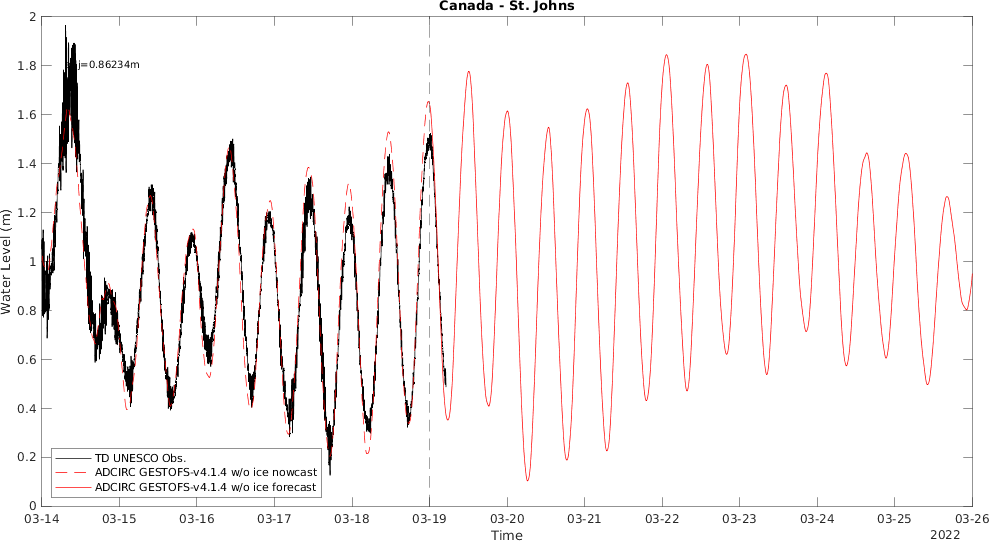 Canada - St. Johns
Water Level (m)
2
1.8
1.6
1.4
1.2
1
0.8
0.6
0.4
0.2
0
j=0.86234m
TD UNESCO Obs.
ADCIRC GESTOFS-v4.1.4 w/o ice nowcast
ADCIRC GESTOFS-v4.1.4 w/o ice forecast
03-14 03-15 03-16 03-17 03-18 03-19 03-20 03-21 03-22 03-23 03-24 03-25 03-26
Time
2022